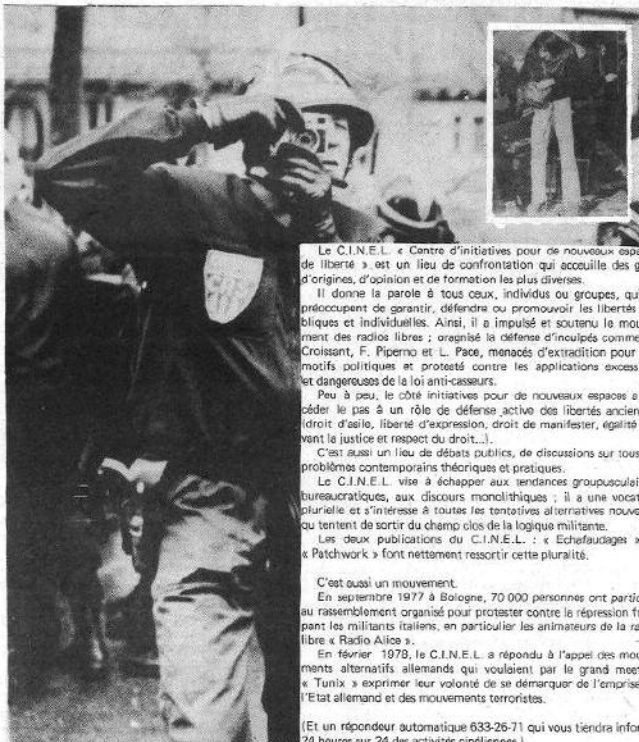 Le C.I.N.E.L. « Centre d'initiatives pour de nouveaux espa
de liberté » est un lieu de confrontation qui acceuille des g
d'origines, d'opinion et de formation les plus diverses.
Il donne la parole à tous ceux, individus ou groupes, qui
préoccupent de garantir, défendre ou promouvoir les libertés
bliques et individuelles. Ainsi, il a impulsé et soutenu le mou
ment des radios libres ; oragnisé la défense d'inculpés comme
Croissant, F. Piperno et L. Pace, menacés d'extradition pour
motifs politiques et protesté contre les applications excess
et dangereuses de la loi anti-casseurs.
Peu à peu, le côté initiatives pour de nouveaux espaces a
céder le pas à un rôle de défense active des libertés ancien
(droit d'asile, liberté d'expression, droit de manifester, égalité
vant la justice et respect du droit...).
C'est aussi un lieu de débats publics, de discussions sur tous
problèmes contemporains théoriques et pratiques.
Le C.I.N.E.L. vise à échapper aux tendances groupusculai
bureaucratiques, aux discours monolithiques ; il a une vocat
plurielle et s'intéresse à toutes les tentatives alternatives nouve
qu tentent de sortir du champ clos de la logique militante.
Les deux publications du C.I.N.E.L. : « Echafaudages »
« Patchwork » font nettement ressortir cette pluralité.
C'est aussi un mouvement.
En septembre 1977 à Bologne, 70 000 personnes ont partic
au rassemblement organisé pour protester contre la répression fr
pant les militants italiens, en particulier les animateurs de la ra
libre « Radio Alice ».
En février 1978, le C.I.N.E.L. a répondu à l'appel des mou
ments alternatifs allemands qui voulaient par le grand meet
« Tunix » exprimer leur volonté de se démarquer de l'emprise
l'Etat allemand et des mouvements terroristes.
(Et un répondeur automatique 633-26-71 qui vous tiendra infor
24 heures sur 24 des activités cinéliennes.)